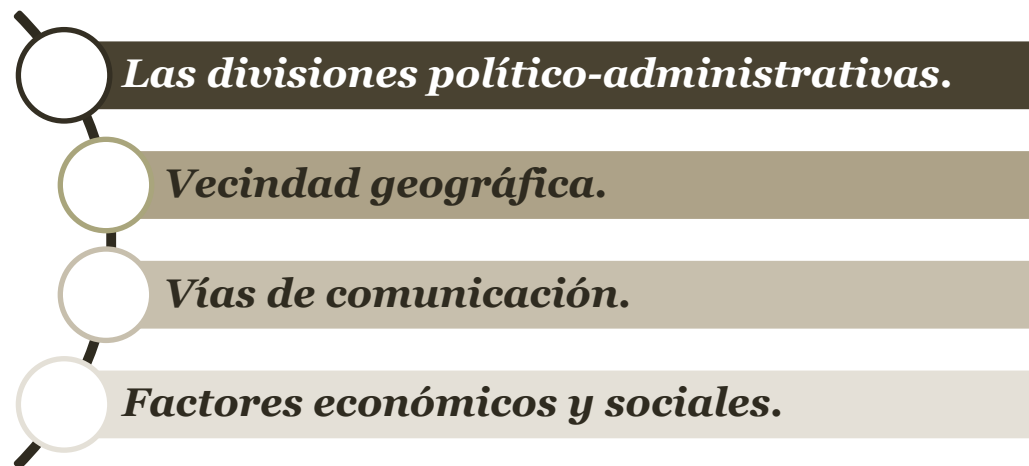 Las divisiones político-administrativas.
Vecindad geográfica.
Vías de comunicación.
Factores económicos y sociales.